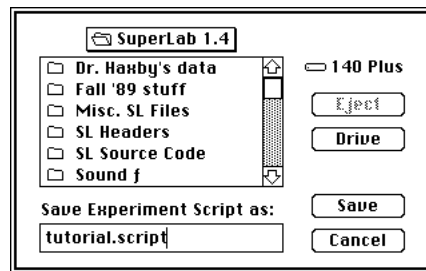 SuperLab 1.4
Dr. Haxby's data
Fall '89 stuff
Misc. SL Files
SL Headers
SL Source Code
Sound ƒ
140 Plus
Eject
Drive
Save Experiment Script as:
tutorial.script
Save
Cancel